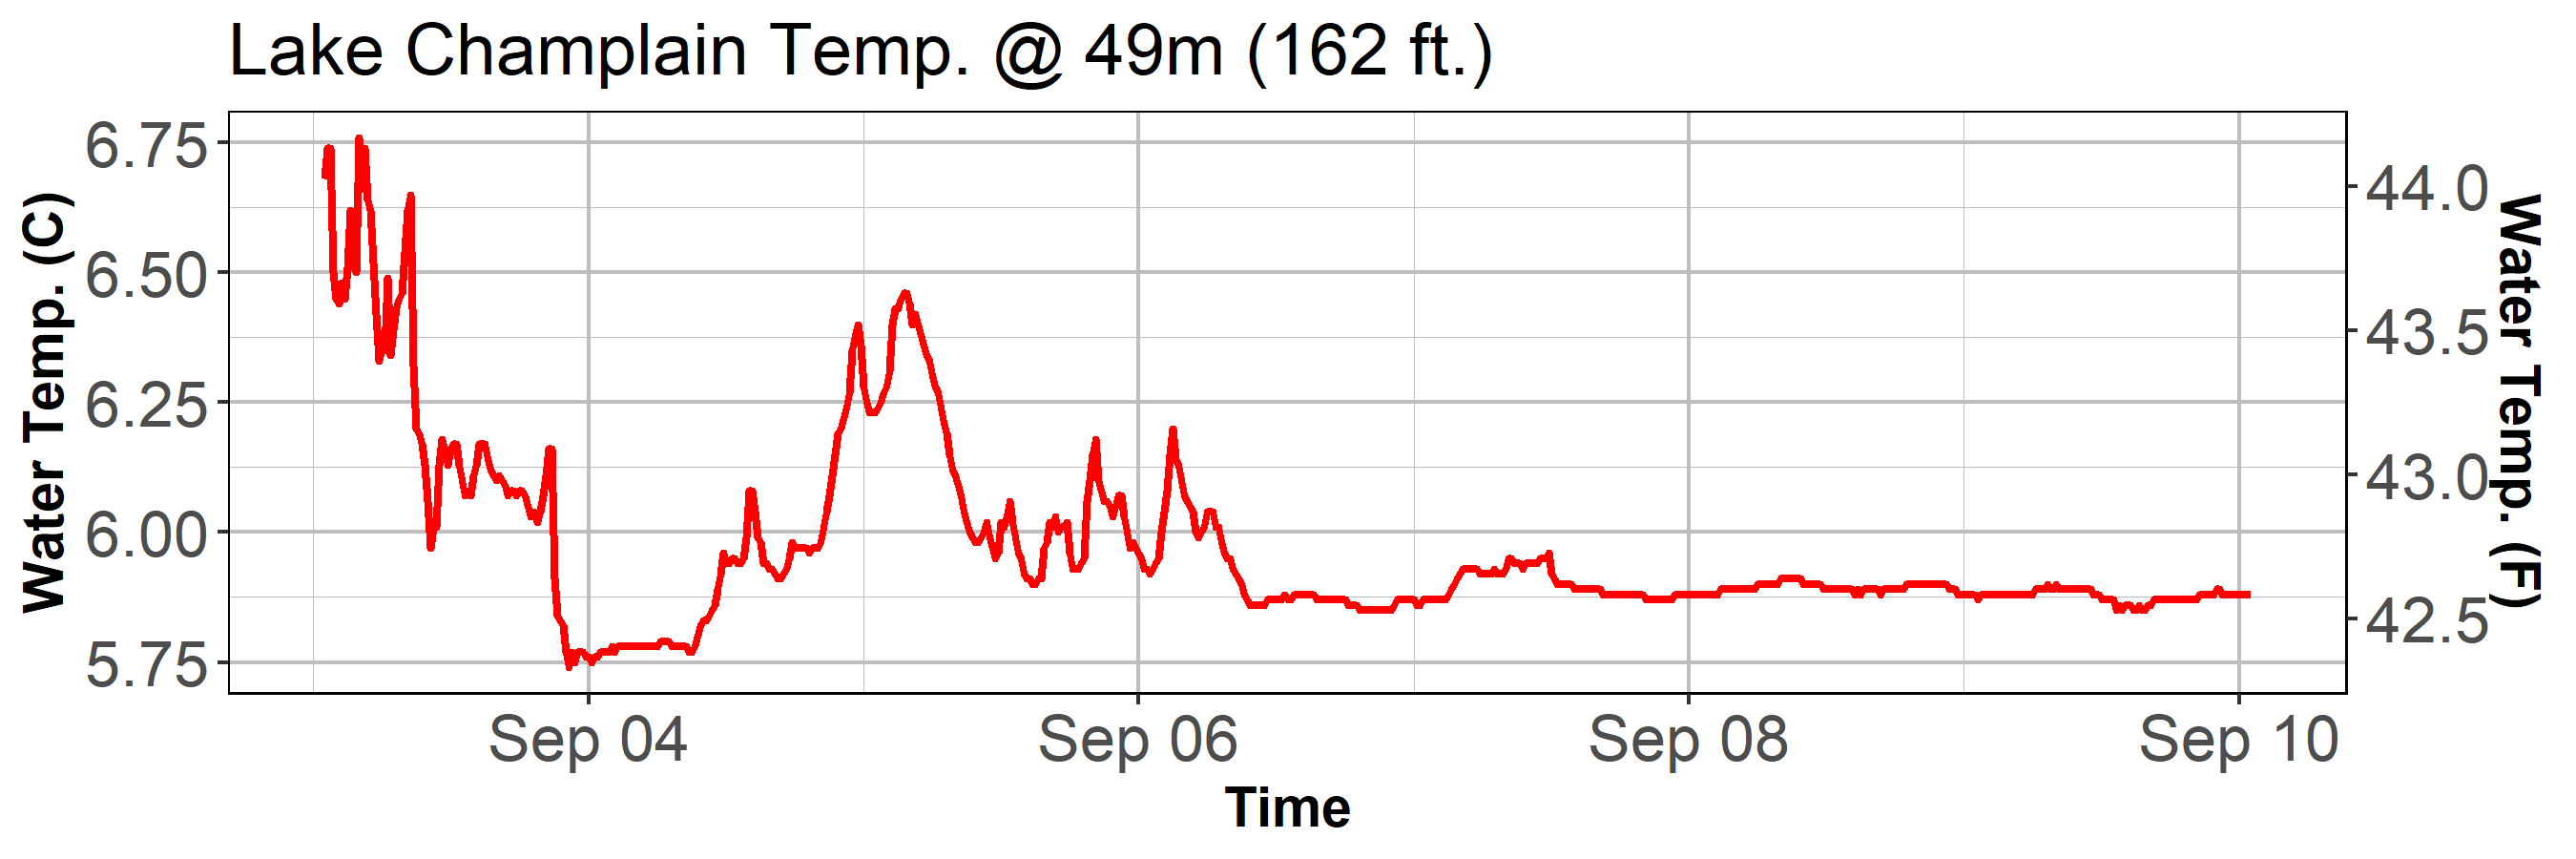 Lake Champlain Temp. @ 49m (162 ft.)
Water Temp. (C)
6.75
6.50
6.25
6.00
5.75
44.0
43.5
43.0
42.5
Water Temp. (F)
Sep 04
Sep 06
Sep 08
Sep 10
Time